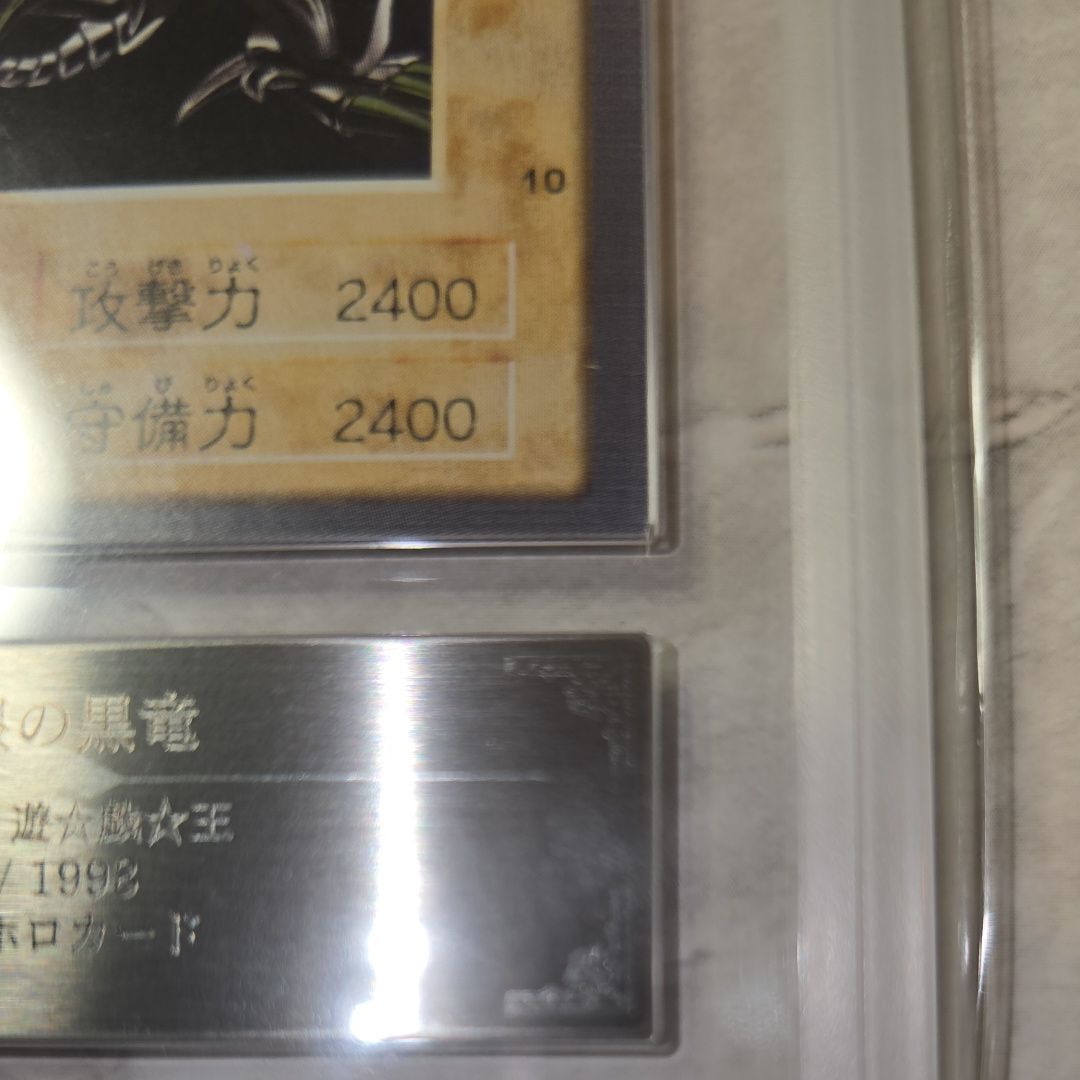 10
こう げき りょく
攻撃力 2400
しゅ び りょく
守備力 2400
の黒竜
遊☆戯☆王
/ 1998
ホロカード